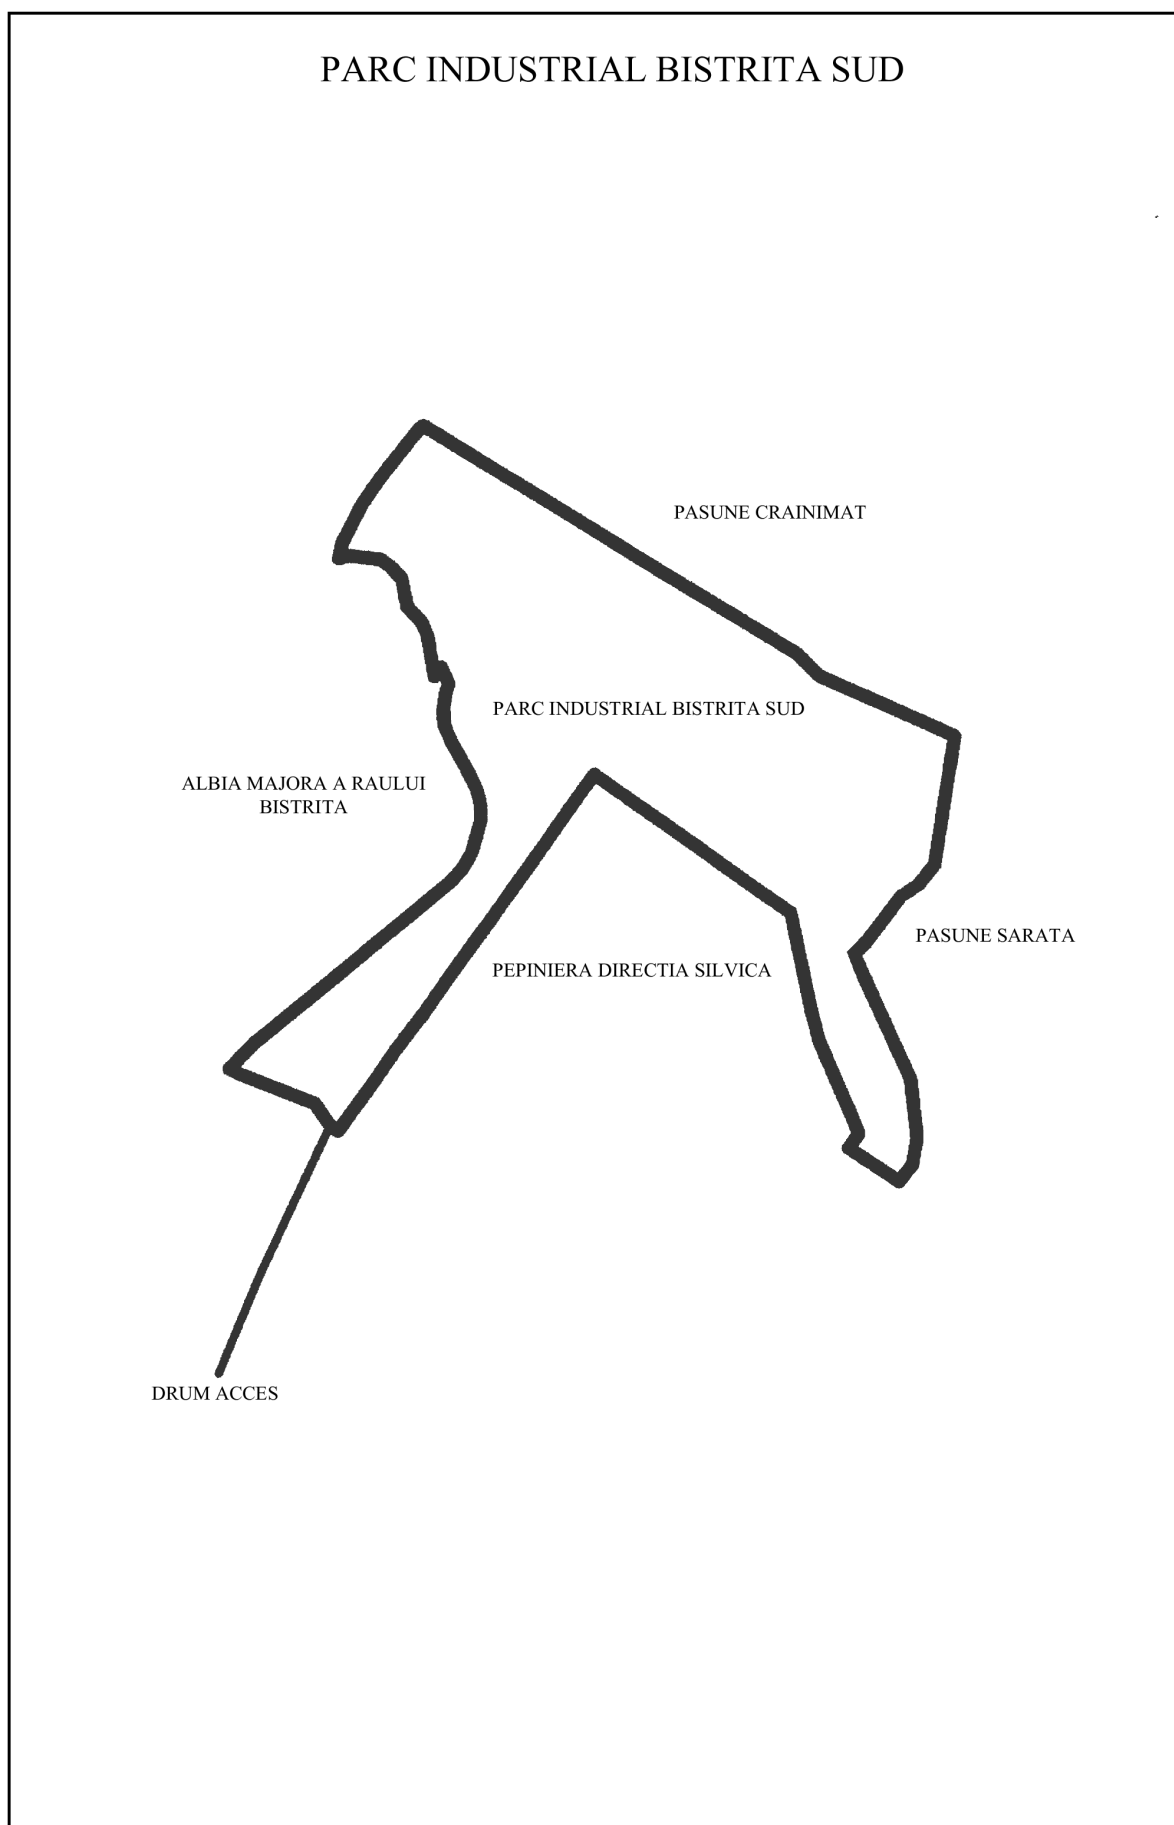 PARC INDUSTRIAL BISTRITA SUD
PASUNE CRAINIMAT
PARC INDUSTRIAL BISTRITA SUD
ALBIA MAJORA A RAULUI
BISTRITA
PASUNE SARATA
PEPINIERA DIRECTIA SILVICA
DRUM ACCES